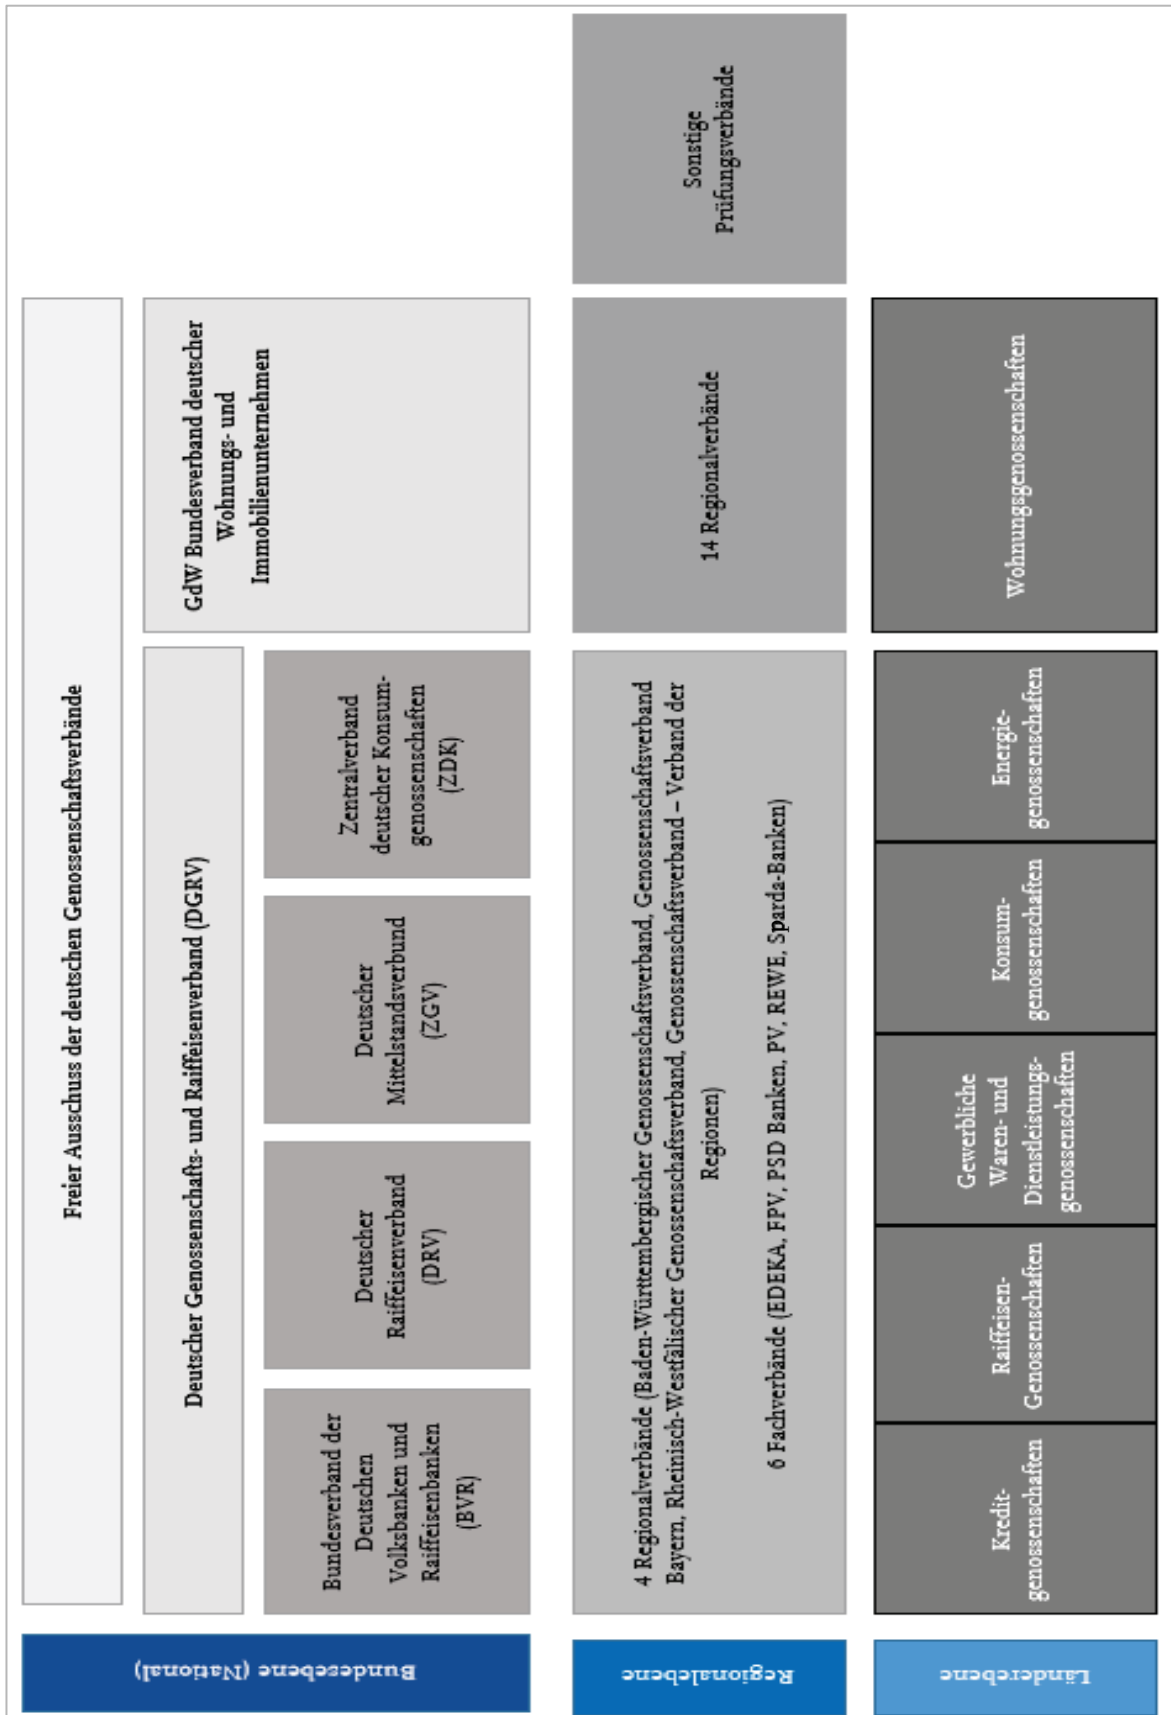 Bundesebene (National)
Freier Ausschuss der deutschen Genossenschaftsverbände
Deutscher Genossenschafts- und Raiffeisenverband (DGRV)
GdW Bundesverband deutscher
Wohnungs- und
Immobilienunternehmen
Bundesverband der
Deutschen
Volksbanken und
Raiffeisenbanken
(BVR)
Deutscher
Raiffeisenverband
(DRV)
Deutscher
Mittelstandsverbund
(ZGV)
Zentralverband
deutscher Konsum-
genossenschaften
(ZDK)
Regionalebene
4 Regionalverbände (Baden-Württembergischer Genossenschaftsverband, Genossenschaftsverband
Bayern, Rheinisch-Westfälischer Genossenschaftsverband, Genossenschaftsverband – Verband der
Regionen)
6 Fachverbände (EDEKA, FPV, PSD Banken, PV, REWE, Sparda-Banken)
14 Regionalverbände
Sonstige
Prüfungsverbände
Länderebene
Kredit-
genossenschaften
Raiffeisen-
Genossenschaften
Gewerbliche
Waren- und
Dienstleistungs-
genossenschaften
Konsum-
genossenschaften
Energie-
genossenschaften
Wohnungsgenossenschaften